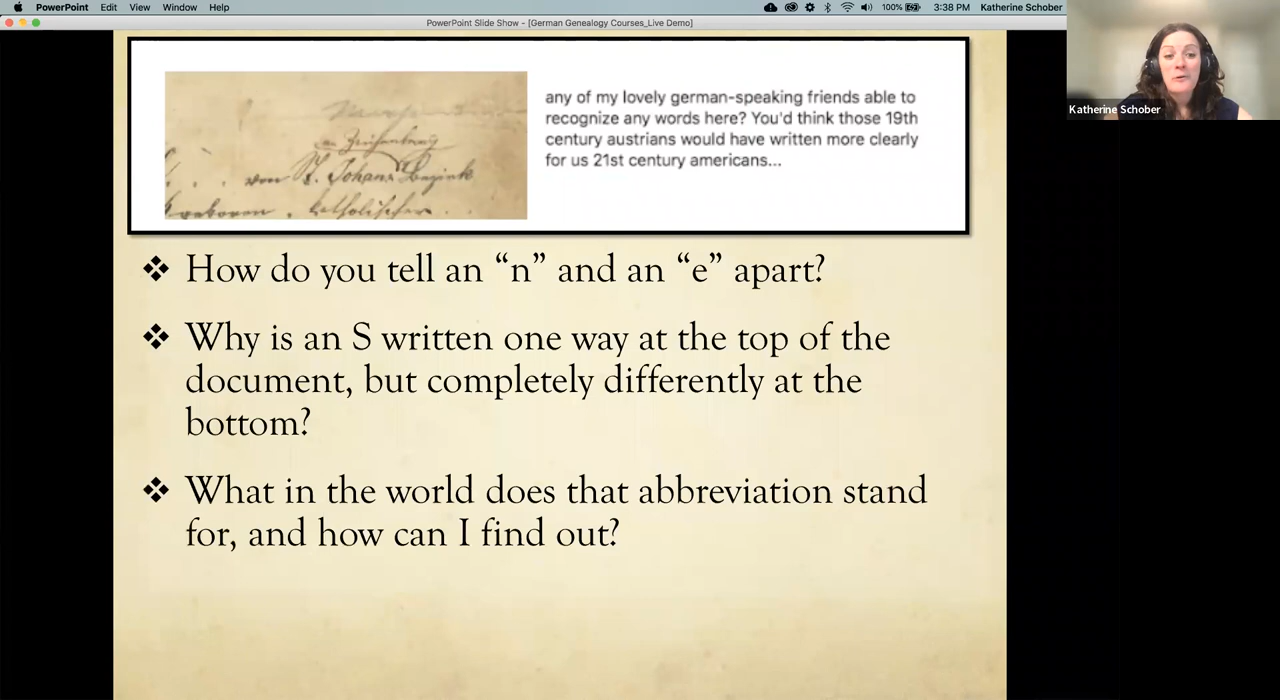 PowerPoint Edit View Window Help 100% 3:38 PM Katherine Schober
PowerPoint Slide Show - [German Genealogy Courses_Live Demo]
Katherine Schober
von St. Johann
geboren, katholischen
any of my lovely german-speaking friends able to
recognize any words here? You'd think those 19th
century austrians would have written more clearly
for us 21st century americans...
❖ How do you tell an “n” and an “e” apart?
❖ Why is an S written one way at the top of the
document, but completely differently at the
bottom?
❖ What in the world does that abbreviation stand
for, and how can I find out?